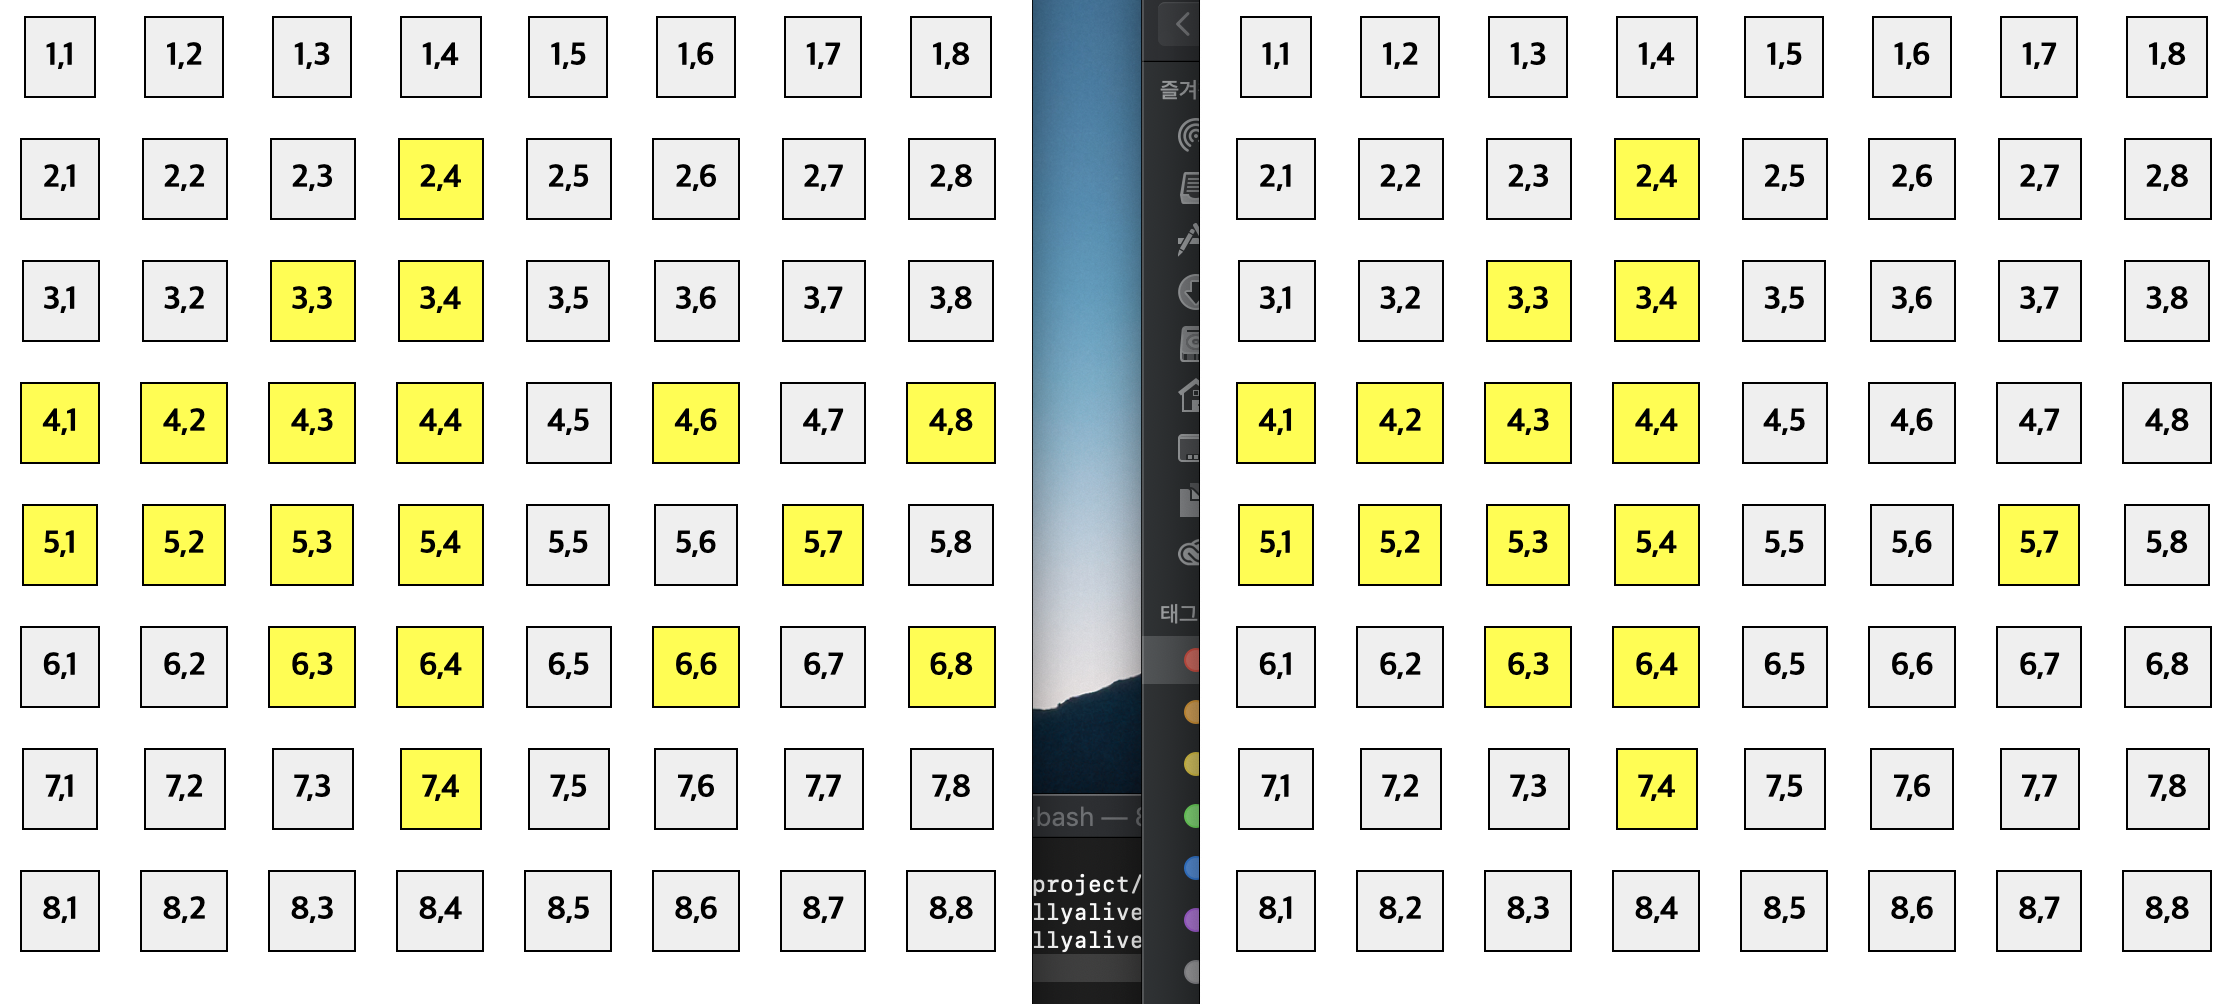 1,1 1,2 1,3 1,4 1,5 1,6 1,7 1,8
2,1 2,2 2,3 2,4 2,5 2,6 2,7 2,8
3,1 3,2 3,3 3,4 3,5 3,6 3,7 3,8
4,1 4,2 4,3 4,4 4,5 4,6 4,7 4,8
5,1 5,2 5,3 5,4 5,5 5,6 5,7 5,8
6,1 6,2 6,3 6,4 6,5 6,6 6,7 6,8
7,1 7,2 7,3 7,4 7,5 7,6 7,7 7,8
8,1 8,2 8,3 8,4 8,5 8,6 8,7 8,8
bash —
project/
llyalive
llyalive
즐겨
태그
1,1 1,2 1,3 1,4 1,5 1,6 1,7 1,8
2,1 2,2 2,3 2,4 2,5 2,6 2,7 2,8
3,1 3,2 3,3 3,4 3,5 3,6 3,7 3,8
4,1 4,2 4,3 4,4 4,5 4,6 4,7 4,8
5,1 5,2 5,3 5,4 5,5 5,6 5,7 5,8
6,1 6,2 6,3 6,4 6,5 6,6 6,7 6,8
7,1 7,2 7,3 7,4 7,5 7,6 7,7 7,8
8,1 8,2 8,3 8,4 8,5 8,6 8,7 8,8